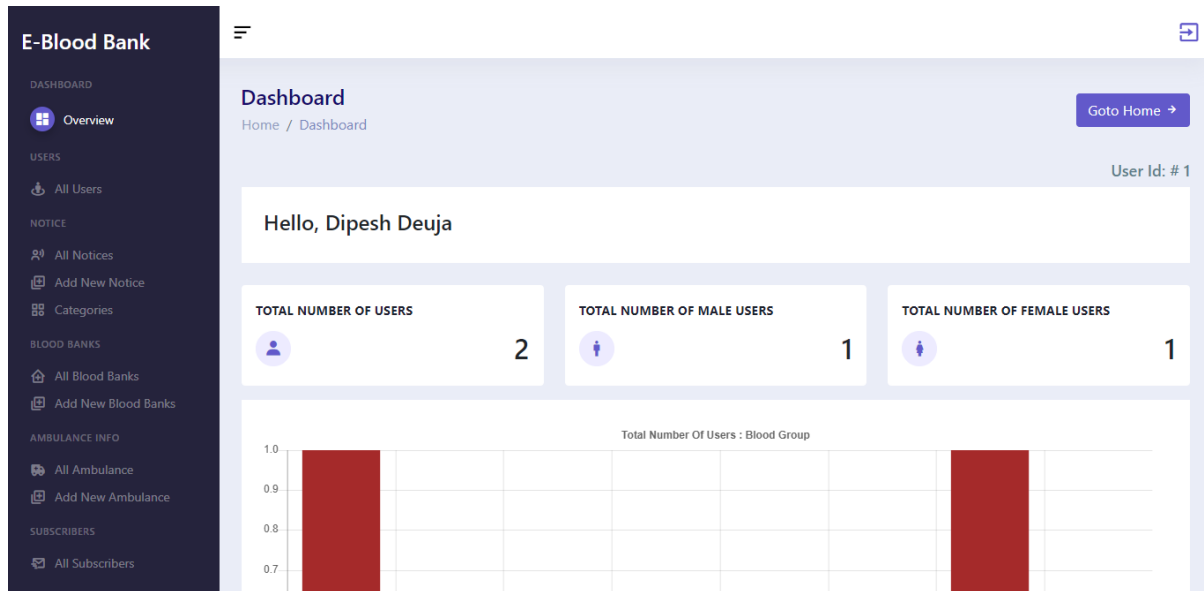 E-Blood Bank
DASHBOARD
Overview
USERS
All Users
NOTICE
All Notices
Add New Notice
Categories
BLOOD BANKS
All Blood Banks
Add New Blood Banks
AMBULANCE INFO
All Ambulance
Add New Ambulance
SUBSCRIBERS
All Subscribers
Dashboard
Home / Dashboard
Goto Home
User Id: # 1
Hello, Dipesh Deuja
TOTAL NUMBER OF USERS
2
TOTAL NUMBER OF MALE USERS
1
TOTAL NUMBER OF FEMALE USERS
1
Total Number Of Users : Blood Group
1.0
0.9
0.8
0.7